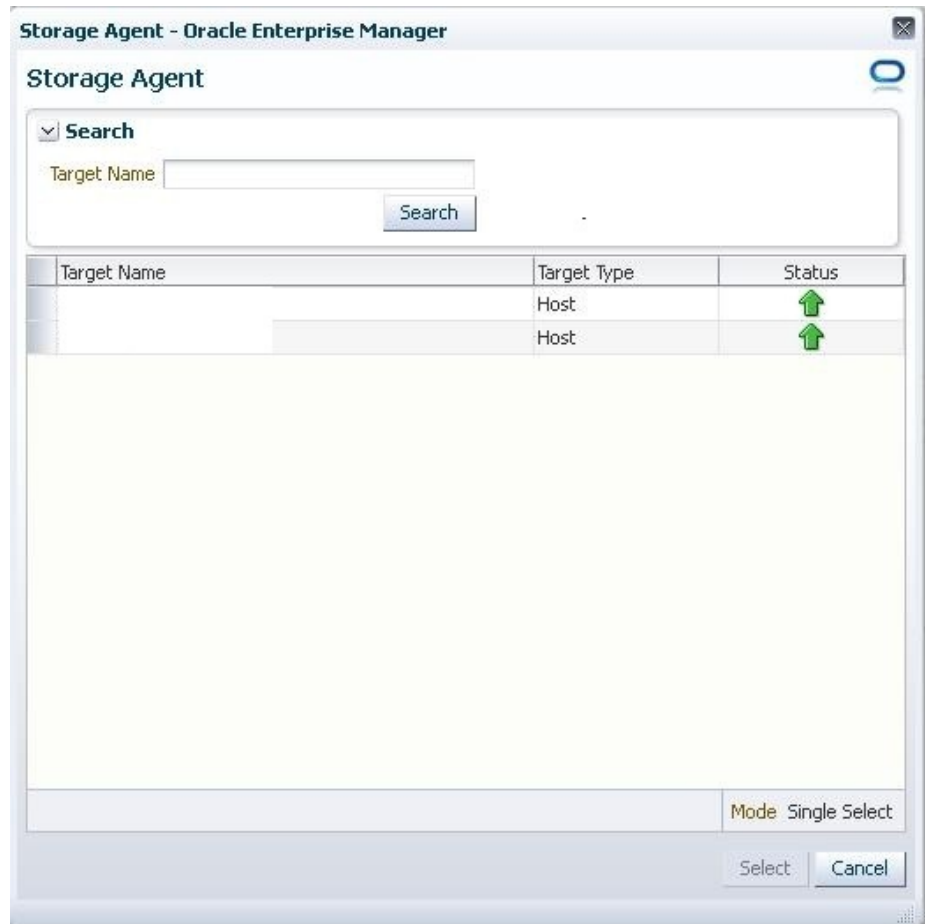 Storage Agent - Oracle Enterprise Manager
Storage Agent
Search
Target Name
Search
Target Name Target Type Status
Host
Host
Mode Single Select
Select Cancel